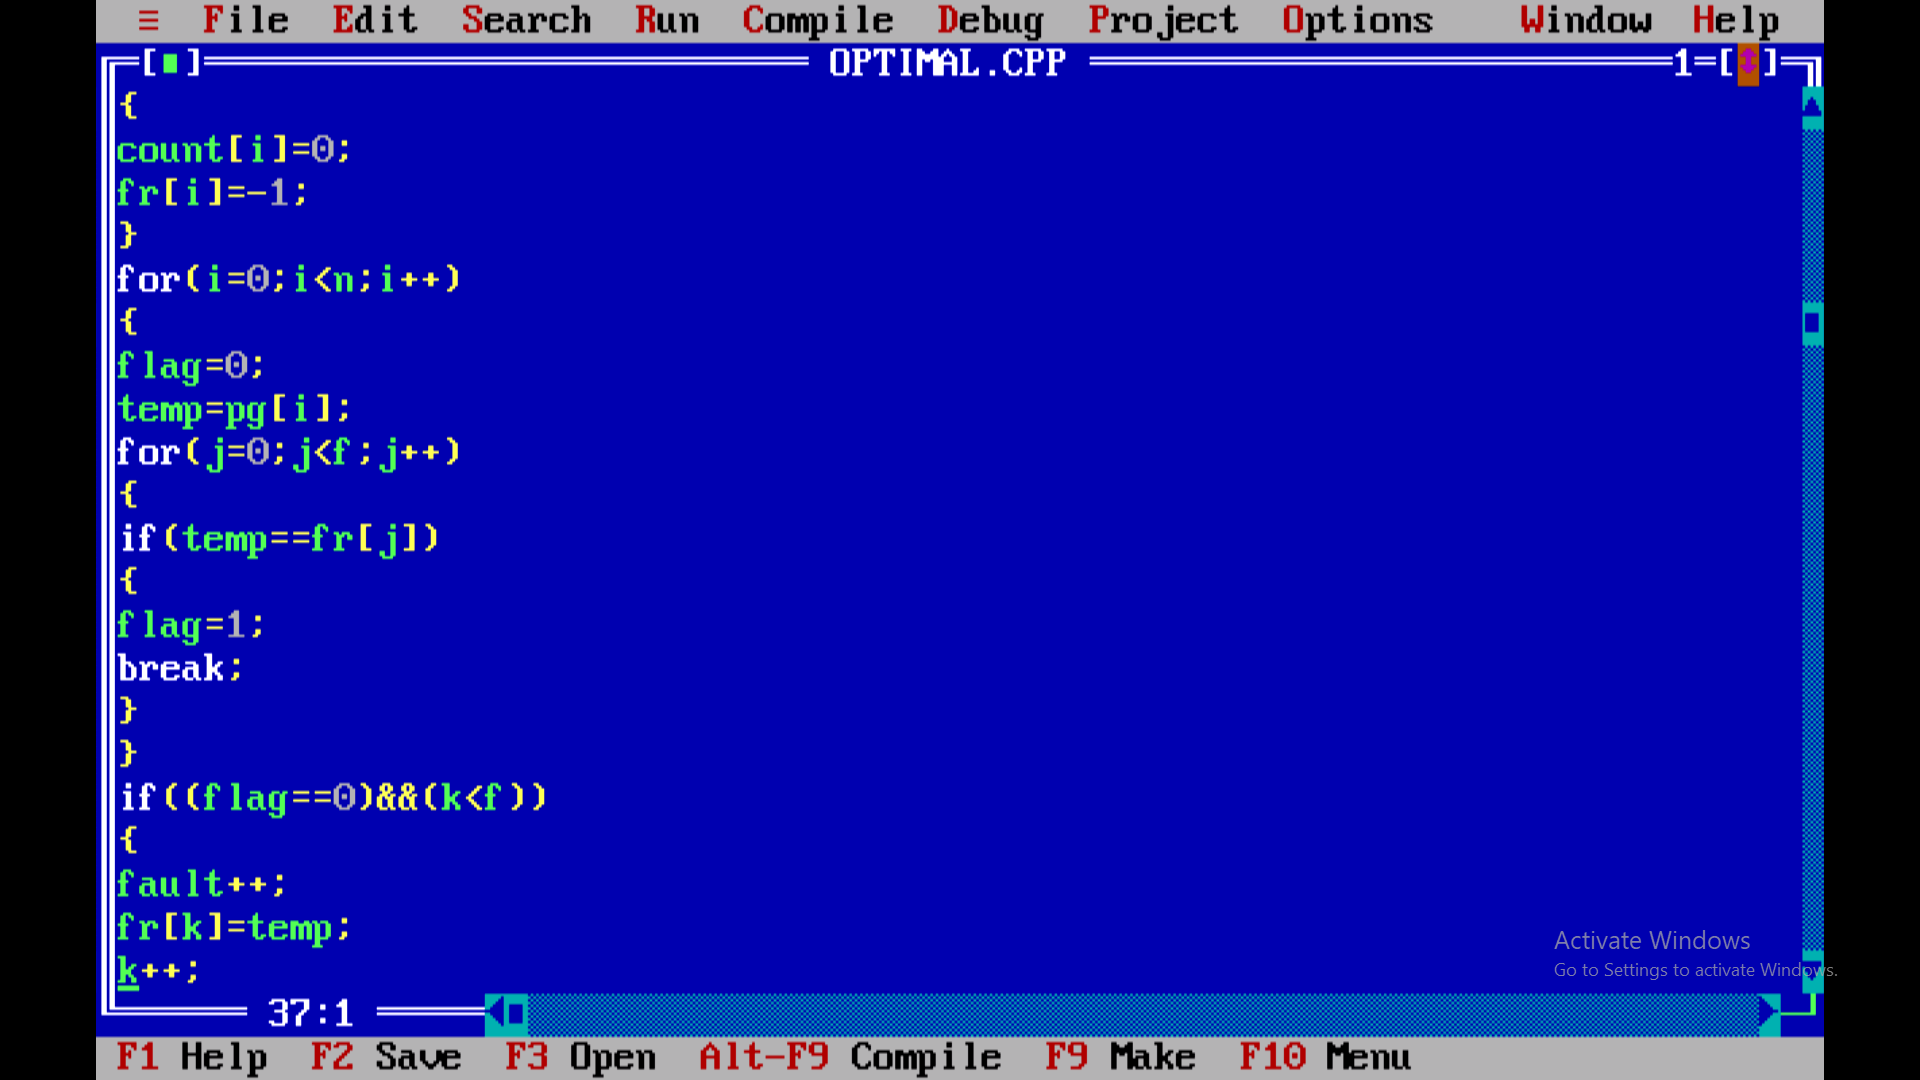 ≡ File Edit Search Run Compile Debug Project Options Window Help
[■] OPTIMAL.CPP 1=[↕]
{
count[i]=0;
fr[i]=-1;
}
for(i=0;i<n;i++)
{
flag=0;
temp=pg[i];
for(j=0;j<f;j++)
{
if(temp==fr[j])
{
flag=1;
break;
}
}
if((flag==0)&&(k<f))
{
fault++;
fr[k]=temp;
k++;
Activate Windows
Go to Settings to activate Windows.
37:1
F1 Help F2 Save F3 Open Alt-F9 Compile F9 Make F10 Menu